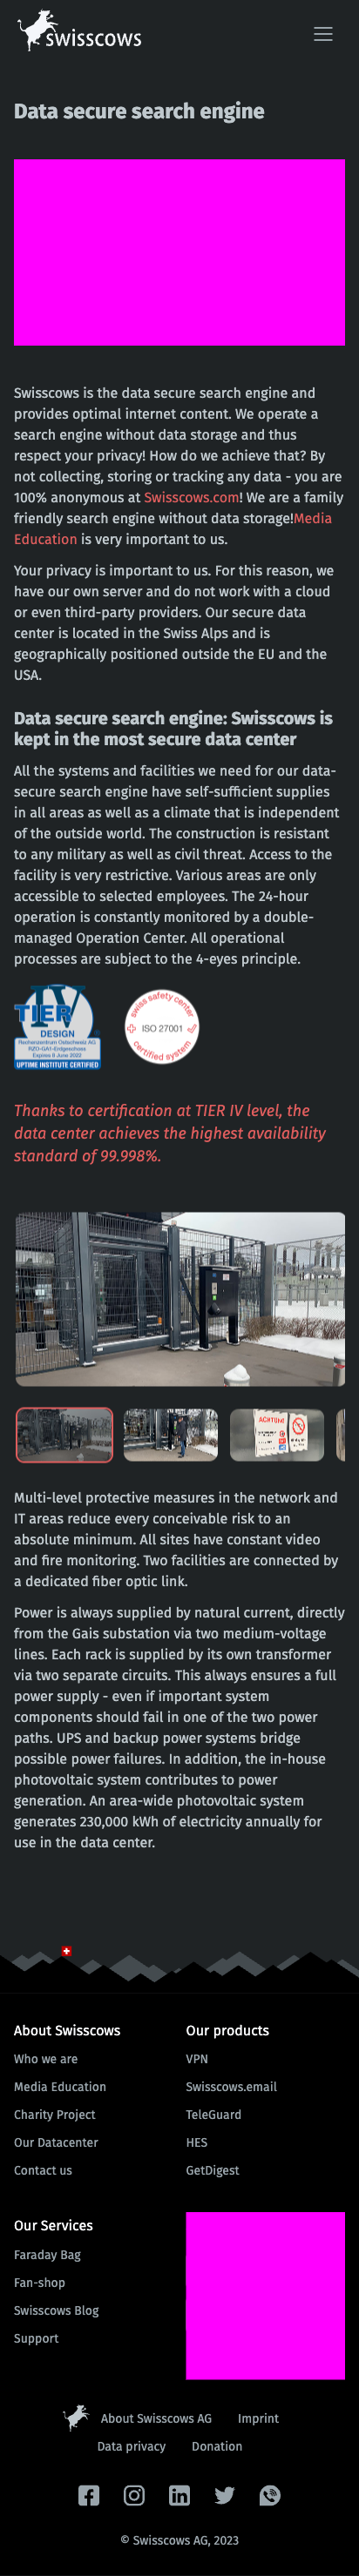 swisscows
Data secure search engine
Swisscows is the data secure search engine and
provides optimal internet content. We operate a
search engine without data storage and thus
respect your privacy! How do we achieve that? By
not collecting, storing or tracking any data - you are
100% anonymous at Swisscows.com! We are a family
friendly search engine without data storage!Media
Education is very important to us.
Your privacy is important to us. For this reason, we
have our own server and do not work with a cloud
or even third-party providers. Our secure data
center is located in the Swiss Alps and is
geographically positioned outside the EU and the
USA.
Data secure search engine: Swisscows is
kept in the most secure data center
All the systems and facilities we need for our data-
secure search engine have self-sufficient supplies
in all areas as well as a climate that is independent
of the outside world. The construction is resistant
to any military as well as civil threat. Access to the
facility is very restrictive. Various areas are only
accessible to selected employees. The 24-hour
operation is constantly monitored by a double-
managed Operation Center. All operational
processes are subject to the 4-eyes principle.
IV
TIER
DESIGN
Rechenzentrum Ostschweiz AG
RZO-GA1-Erdgeschoss
Expires 8 June 2022
UPTIME INSTITUTE CERTIFIED
swiss safety center
ISO 27001
certified system
Thanks to certification at TIER IV level, the
data center achieves the highest availability
standard of 99.998%.
ACHTUNG!
Multi-level protective measures in the network and
IT areas reduce every conceivable risk to an
absolute minimum. All sites have constant video
and fire monitoring. Two facilities are connected by
a dedicated fiber optic link.
Power is always supplied by natural current, directly
from the Gais substation via two medium-voltage
lines. Each rack is supplied by its own transformer
via two separate circuits. This always ensures a full
power supply - even if important system
components should fail in one of the two power
paths. UPS and backup power systems bridge
possible power failures. In addition, the in-house
photovoltaic system contributes to power
generation. An area-wide photovoltaic system
generates 230,000 kWh of electricity annually for
use in the data center.
About Swisscows
Who we are
Media Education
Charity Project
Our Datacenter
Contact us
Our products
VPN
Swisscows.email
TeleGuard
HES
GetDigest
Our Services
Faraday Bag
Fan-shop
Swisscows Blog
Support
About Swisscows AG
Imprint
Data privacy
Donation
© Swisscows AG, 2023